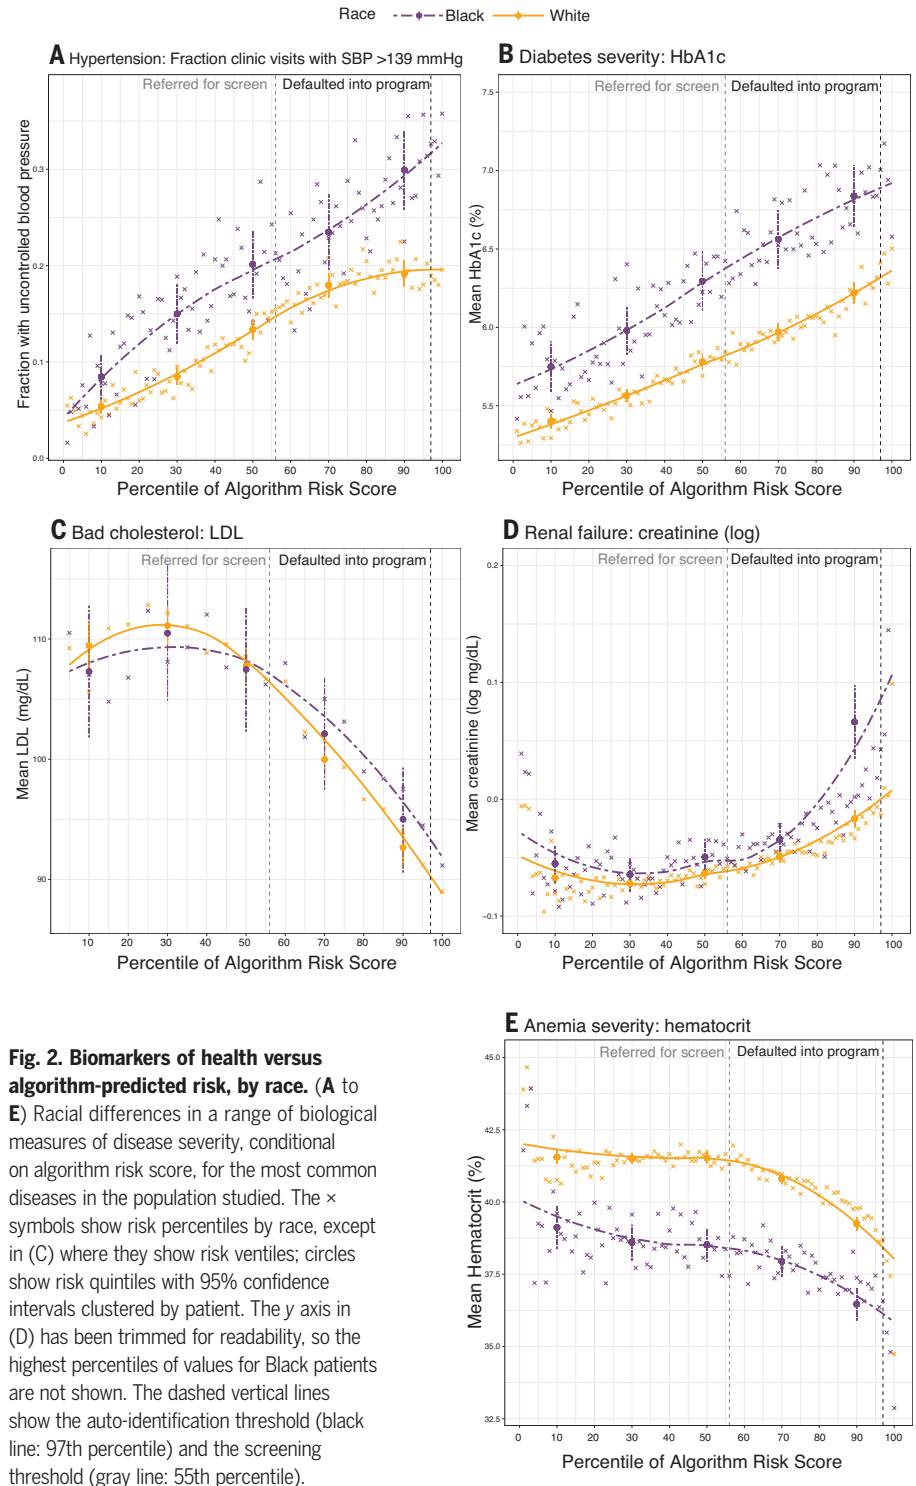 Race Black White
A Hypertension: Fraction clinic visits with SBP >139 mmHg
Referred for screen Defaulted into program
Fraction with uncontrolled blood pressure
0.3
0.2
0.1
0.0
0 10 20 30 40 50 60 70 80 90 100
Percentile of Algorithm Risk Score
B Diabetes severity: HbA1c
Referred for screen Defaulted into program
Mean HbA1c (%)
7.5
7.0
6.5
6.0
5.5
0 10 20 30 40 50 60 70 80 90 100
Percentile of Algorithm Risk Score
C Bad cholesterol: LDL
Referred for screen Defaulted into program
Mean LDL (mg/dL)
110
100
90
10 20 30 40 50 60 70 80 90 100
Percentile of Algorithm Risk Score
D Renal failure: creatinine (log)
Referred for screen Defaulted into program
Mean creatinine (log mg/dL)
0.2
0.1
0.0
−0.1
0 10 20 30 40 50 60 70 80 90 100
Percentile of Algorithm Risk Score
E Anemia severity: hematocrit
Referred for screen Defaulted into program
Mean Hematocrit (%)
45.0
42.5
40.0
37.5
35.0
32.5
0 10 20 30 40 50 60 70 80 90 100
Percentile of Algorithm Risk Score
Fig. 2. Biomarkers of health versus
algorithm-predicted risk, by race. (A to
E) Racial differences in a range of biological
measures of disease severity, conditional
on algorithm risk score, for the most common
diseases in the population studied. The ×
symbols show risk percentiles by race, except
in (C) where they show risk ventiles; circles
show risk quintiles with 95% confidence
intervals clustered by patient. The y axis in
(D) has been trimmed for readability, so the
highest percentiles of values for Black patients
are not shown. The dashed vertical lines
show the auto-identification threshold (black
line: 97th percentile) and the screening
threshold (gray line: 55th percentile).